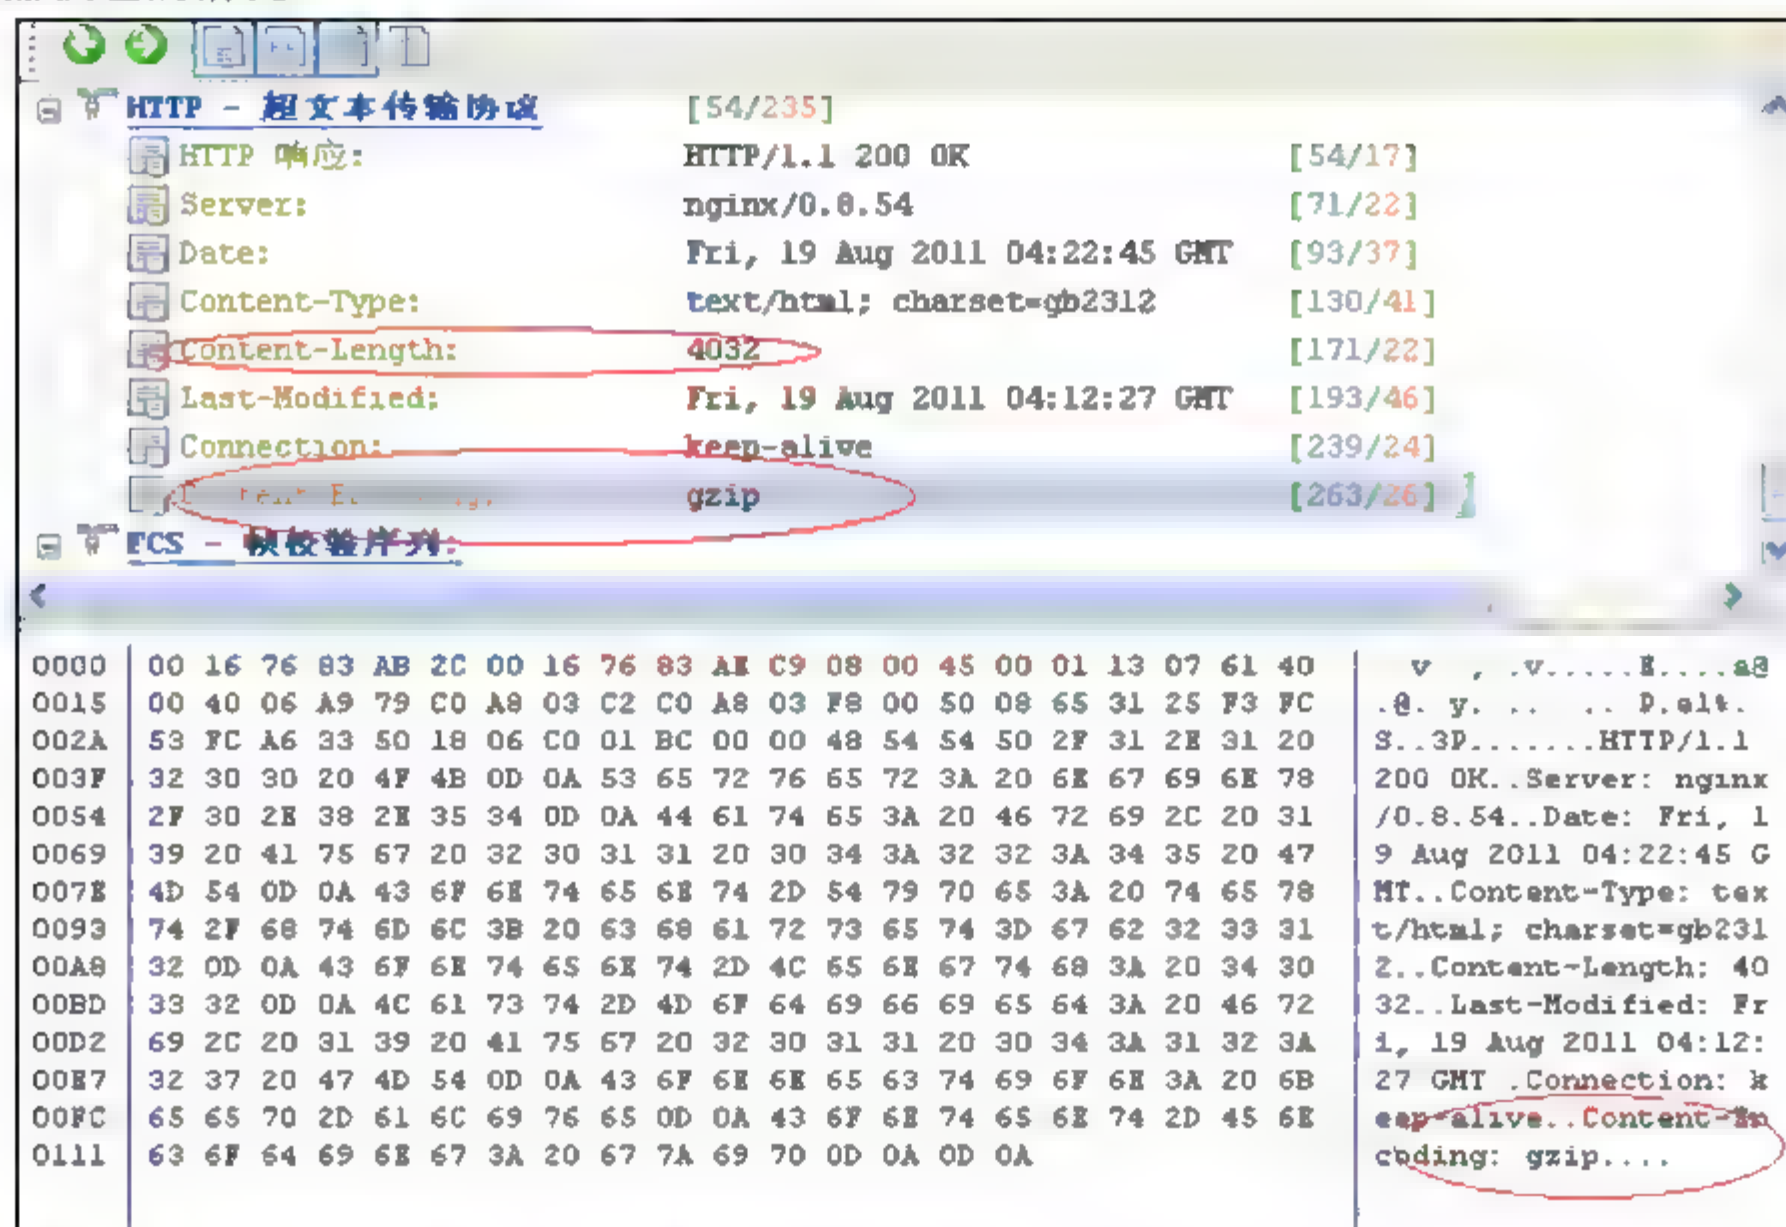 HTTP - 超文本传输协议 [54/235]
HTTP 响应: HTTP/1.1 200 OK [54/17]
Server: nginx/0.8.54 [71/22]
Date: Fri, 19 Aug 2011 04:22:45 GMT [93/37]
Content-Type: text/html; charset=gb2312 [130/41]
Content-Length: 4032 [171/22]
Last-Modified: Fri, 19 Aug 2011 04:12:27 GMT [193/46]
Connection: keep-alive [239/24]
gzip [263/26]
FCS - 帧校验序列:
0000 00 16 76 83 AB 2C 00 16 76 83 AE C9 08 00 45 00 01 13 07 61 40 v , .v.....E....a@
0015 00 40 06 A9 79 C0 A8 03 C2 C0 A8 03 F8 00 50 08 65 31 25 F3 FC .@. y. .. .. P.e1%.
002A 53 FC A6 33 50 18 06 C0 01 BC 00 00 48 54 54 50 2F 31 2E 31 20 S..3P.......HTTP/1.1
003F 32 30 30 20 4F 4B 0D 0A 53 65 72 76 65 72 3A 20 6E 67 69 6E 78 200 OK..Server: nginx
0054 2F 30 2E 38 2E 35 34 0D 0A 44 61 74 65 3A 20 46 72 69 2C 20 31 /0.8.54..Date: Fri, 1
0069 39 20 41 75 67 20 32 30 31 31 20 30 34 3A 32 32 3A 34 35 20 47 9 Aug 2011 04:22:45 G
007E 4D 54 0D 0A 43 6F 6E 74 65 6E 74 2D 54 79 70 65 3A 20 74 65 78 MT..Content-Type: tex
0093 74 2F 68 74 6D 6C 3B 20 63 68 61 72 73 65 74 3D 67 62 32 33 31 t/html; charset=gb231
00A8 32 0D 0A 43 6F 6E 74 65 6E 74 2D 4C 65 6E 67 74 68 3A 20 34 30 2..Content-Length: 40
00BD 33 32 0D 0A 4C 61 73 74 2D 4D 6F 64 69 66 69 65 64 3A 20 46 72 32..Last-Modified: Fr
00D2 69 2C 20 31 39 20 41 75 67 20 32 30 31 31 20 30 34 3A 31 32 3A i, 19 Aug 2011 04:12:
00E7 32 37 20 47 4D 54 0D 0A 43 6F 6E 6E 65 63 74 69 6F 6E 3A 20 6B 27 GMT .Connection: k
00FC 65 65 70 2D 61 6C 69 76 65 0D 0A 43 6F 6E 74 65 6E 74 2D 45 6E eep-alive..Content-En
0111 63 6F 64 69 6E 67 3A 20 67 7A 69 70 0D 0A 0D 0A coding: gzip....